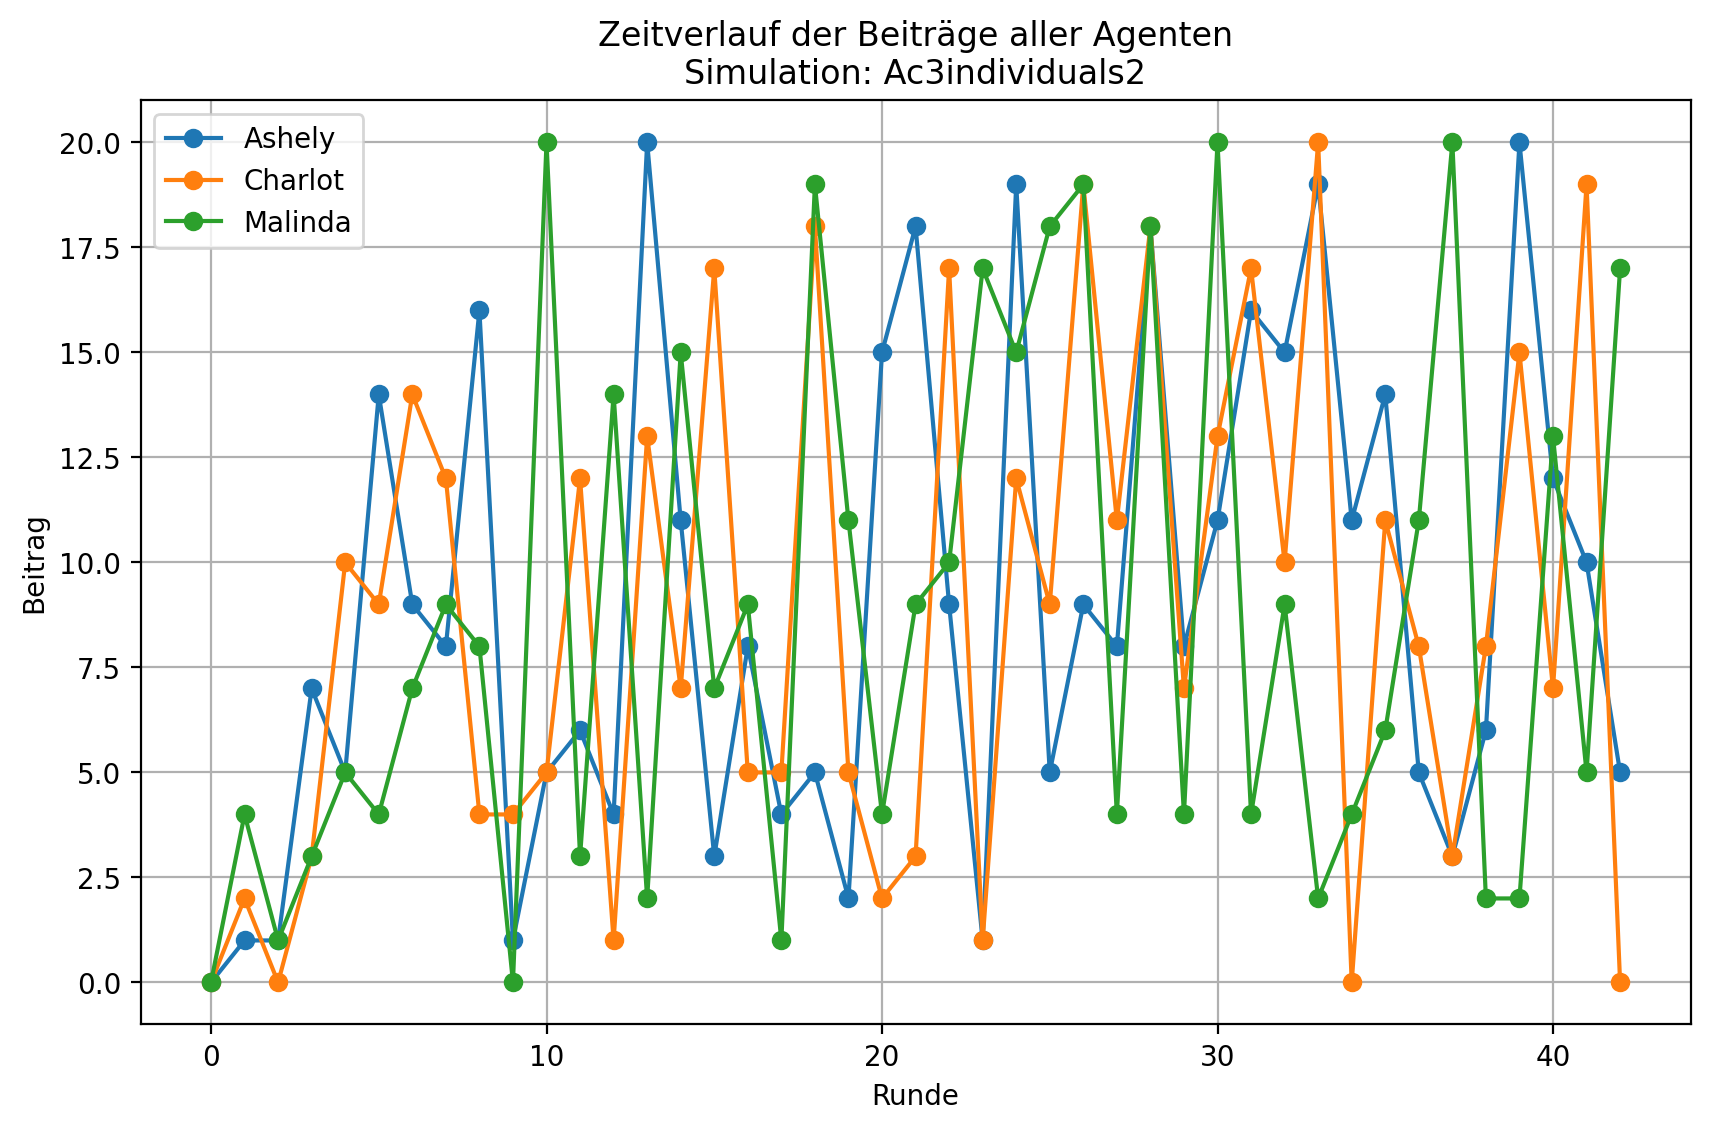 Zeitverlauf der Beiträge aller Agenten
Simulation: Ac3individuals2
Ashely
Charlot
Malinda
20.0
17.5
15.0
12.5
10.0
7.5
5.0
2.5
0.0
Beitrag
0 10 20 30 40
Runde